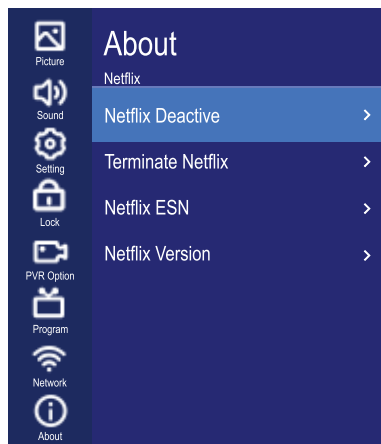 Picture
Sound
Setting
Lock
PVR Option
Program
Network
About
About
Netflix
Netflix Deactive
Terminate Netflix
Netflix ESN
Netflix Version